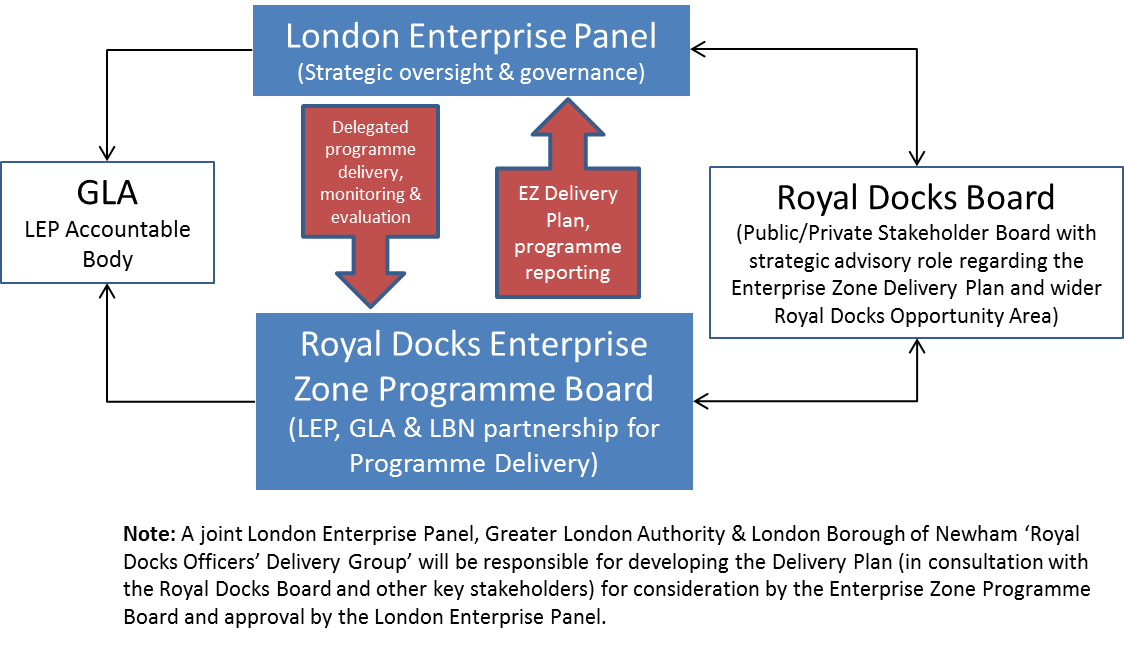 London Enterprise Panel
(Strategic oversight & governance)
Delegated
programme
delivery,
monitoring &
evaluation
EZ Delivery
Plan,
programme
reporting
GLA
LEP Accountable
Body
Royal Docks Board
(Public/Private Stakeholder Board with
strategic advisory role regarding the
Enterprise Zone Delivery Plan and wider
Royal Docks Opportunity Area)
Royal Docks Enterprise
Zone Programme Board
(LEP, GLA & LBN partnership for
Programme Delivery)
Note: A joint London Enterprise Panel, Greater London Authority & London Borough of Newham ‘Royal
Docks Officers’ Delivery Group’ will be responsible for developing the Delivery Plan (in consultation with
the Royal Docks Board and other key stakeholders) for consideration by the Enterprise Zone Programme
Board and approval by the London Enterprise Panel.